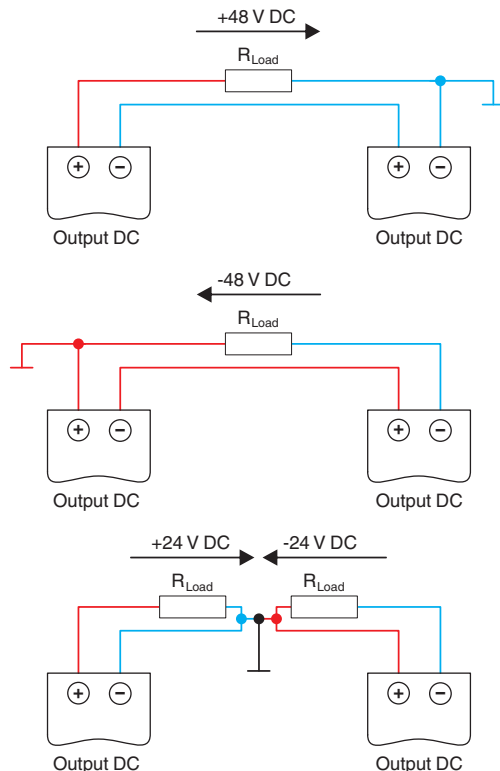 +48 V DC
RLoad
+ − + −
Output DC Output DC
-48 V DC
RLoad
+ − + −
Output DC Output DC
+24 V DC -24 V DC
RLoad RLoad
+ − + −
Output DC Output DC